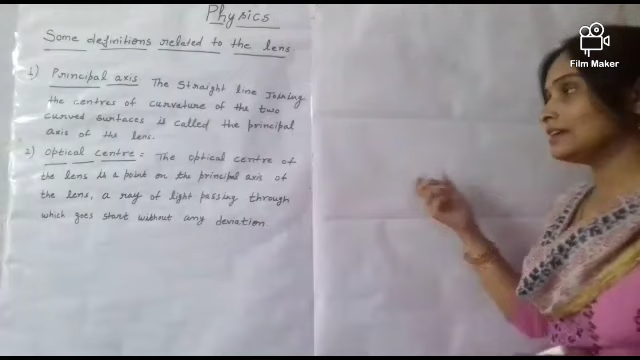 Physics
Some definitions related to the lens
1) Principal axis The straight line Joining
the centres of curvature of the two
curved surfaces is called the principal
axis of the lens.
2) Optical centre = The optical centre of
the lens is a point on the principal axis of
the lens, a ray of light passing through
which goes start without any deviation.
Film Maker